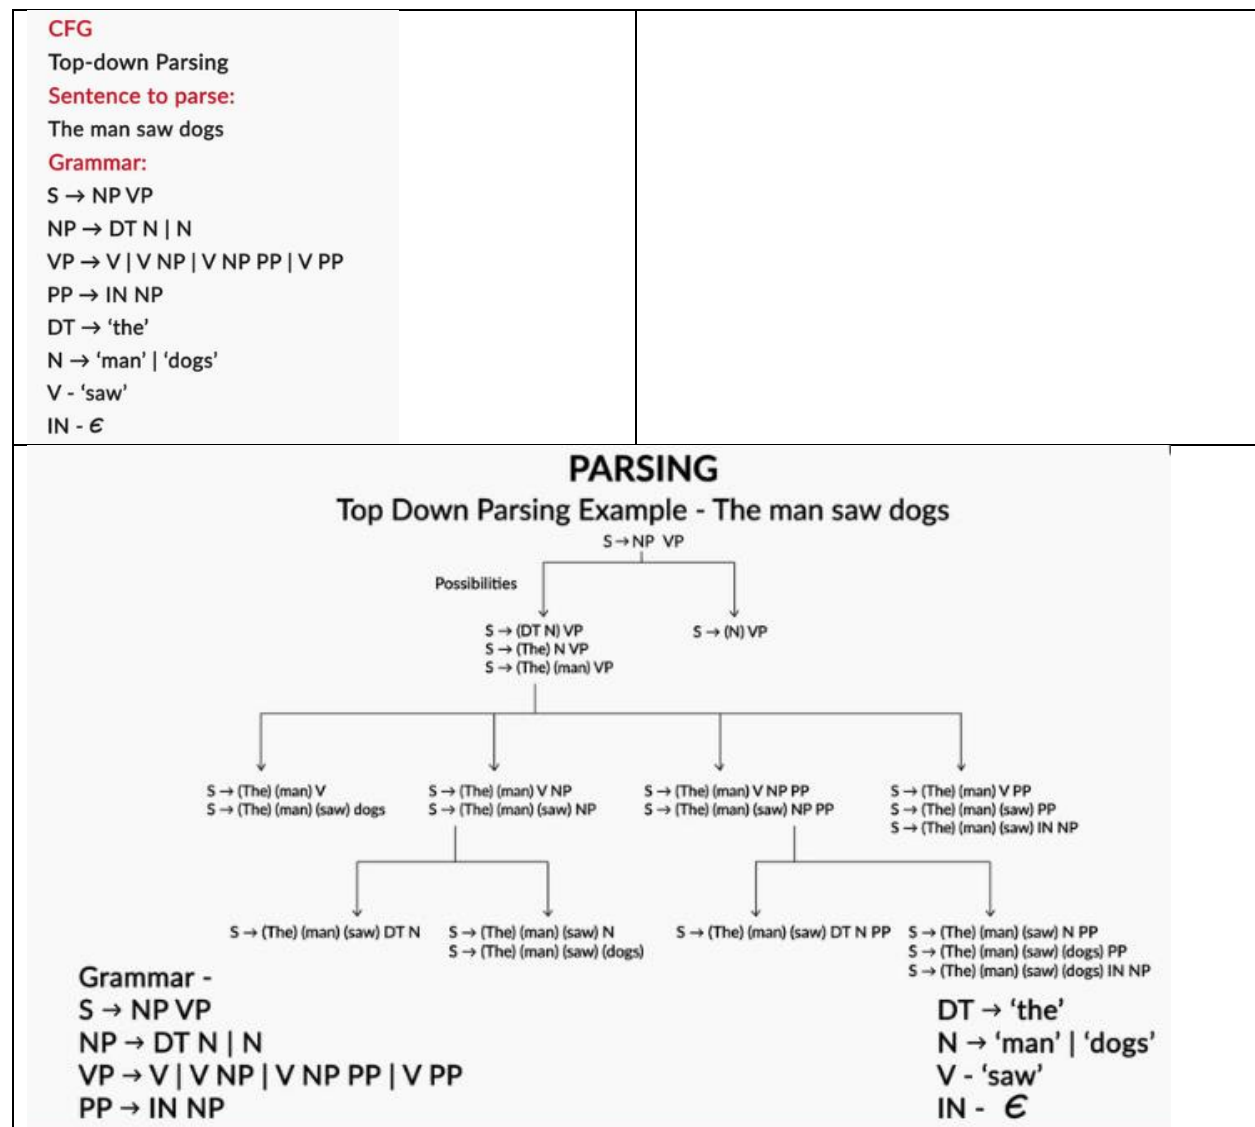 CFG
Top-down Parsing
Sentence to parse:
The man saw dogs
Grammar:
S → NP VP
NP → DT N | N
VP → V | V NP | V NP PP | V PP
PP → IN NP
DT → ‘the’
N → ‘man’ | ‘dogs’
V - ‘saw’
IN - ϵ
PARSING
Top Down Parsing Example - The man saw dogs
S → NP VP
Possibilities
S → (DT N) VP
S → (The) N VP
S → (The) (man) VP
S → (N) VP
S → (The) (man) V
S → (The) (man) (saw) dogs
S → (The) (man) V NP
S → (The) (man) (saw) NP
S → (The) (man) V NP PP
S → (The) (man) (saw) NP PP
S → (The) (man) V PP
S → (The) (man) (saw) PP
S → (The) (man) (saw) IN NP
S → (The) (man) (saw) DT N
S → (The) (man) (saw) N
S → (The) (man) (saw) (dogs)
S → (The) (man) (saw) DT N PP
S → (The) (man) (saw) N PP
S → (The) (man) (saw) (dogs) PP
S → (The) (man) (saw) (dogs) IN NP
Grammar -
S → NP VP
NP → DT N | N
VP → V | V NP | V NP PP | V PP
PP → IN NP
DT → ‘the’
N → ‘man’ | ‘dogs’
V - ‘saw’
IN - ϵ